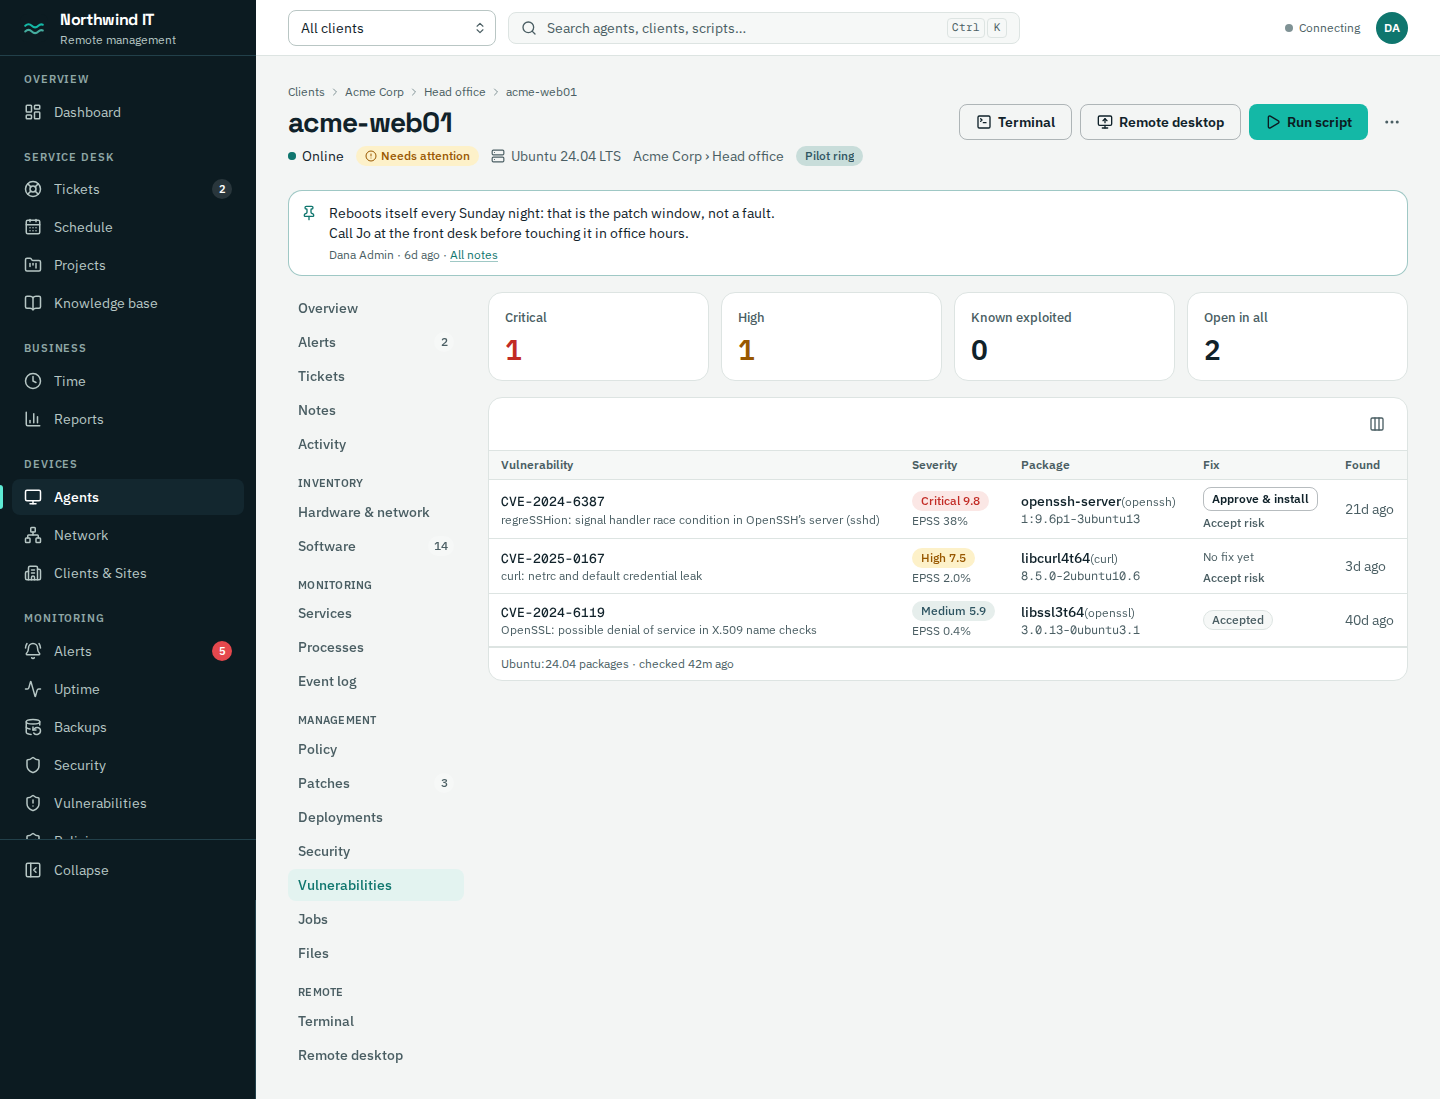 Northwind IT
Remote management
All clients
Search agents, clients, scripts...
Ctrl K
Connecting
DA
OVERVIEW
Dashboard
SERVICE DESK
Tickets 2
Schedule
Projects
Knowledge base
BUSINESS
Time
Reports
DEVICES
Agents
Network
Clients & Sites
MONITORING
Alerts 5
Uptime
Backups
Security
Vulnerabilities
Collapse
Clients > Acme Corp > Head office > acme-web01
acme-web01
Terminal
Remote desktop
Run script
Online
Needs attention
Ubuntu 24.04 LTS
Acme Corp › Head office
Pilot ring
Reboots itself every Sunday night: that is the patch window, not a fault.
Call Jo at the front desk before touching it in office hours.
Dana Admin · 6d ago · All notes
Overview
Alerts 2
Tickets
Notes
Activity
INVENTORY
Hardware & network
Software 14
MONITORING
Services
Processes
Event log
MANAGEMENT
Policy
Patches 3
Deployments
Security
Vulnerabilities
Jobs
Files
REMOTE
Terminal
Remote desktop
Critical
1
High
1
Known exploited
0
Open in all
2
Vulnerability Severity Package Fix Found
CVE-2024-6387
regreSSHion: signal handler race condition in OpenSSH's server (sshd)
Critical 9.8
EPSS 38%
openssh-server(openssh)
1:9.6p1-3ubuntu13
Approve & install
Accept risk
21d ago
CVE-2025-0167
curl: netrc and default credential leak
High 7.5
EPSS 2.0%
libcurl4t64(curl)
8.5.0-2ubuntu10.6
No fix yet
Accept risk
3d ago
CVE-2024-6119
OpenSSL: possible denial of service in X.509 name checks
Medium 5.9
EPSS 0.4%
libssl3t64(openssl)
3.0.13-0ubuntu3.1
Accepted
40d ago
Ubuntu:24.04 packages · checked 42m ago